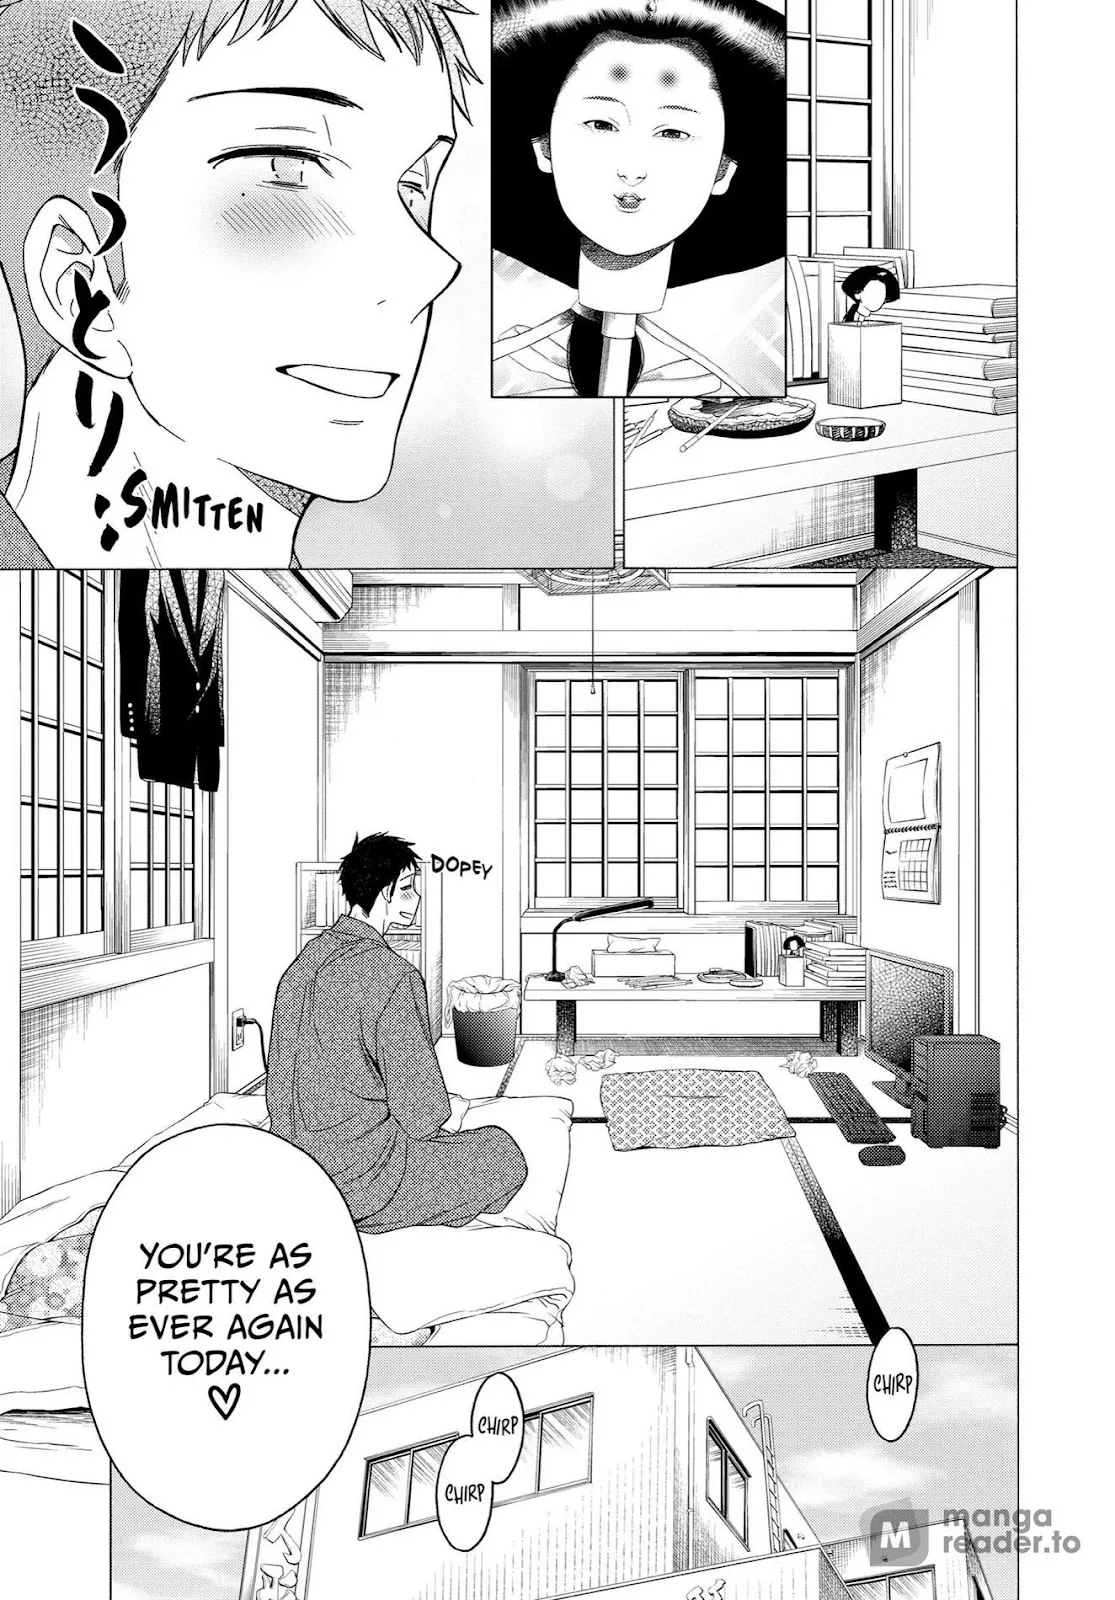 うっとり…
SMITTEN
DOPEY
YOU'RE AS
PRETTY AS
EVER AGAIN
TODAY...
♡
CHIRP
CHIRP
CHIRP
M
manga
reader.to